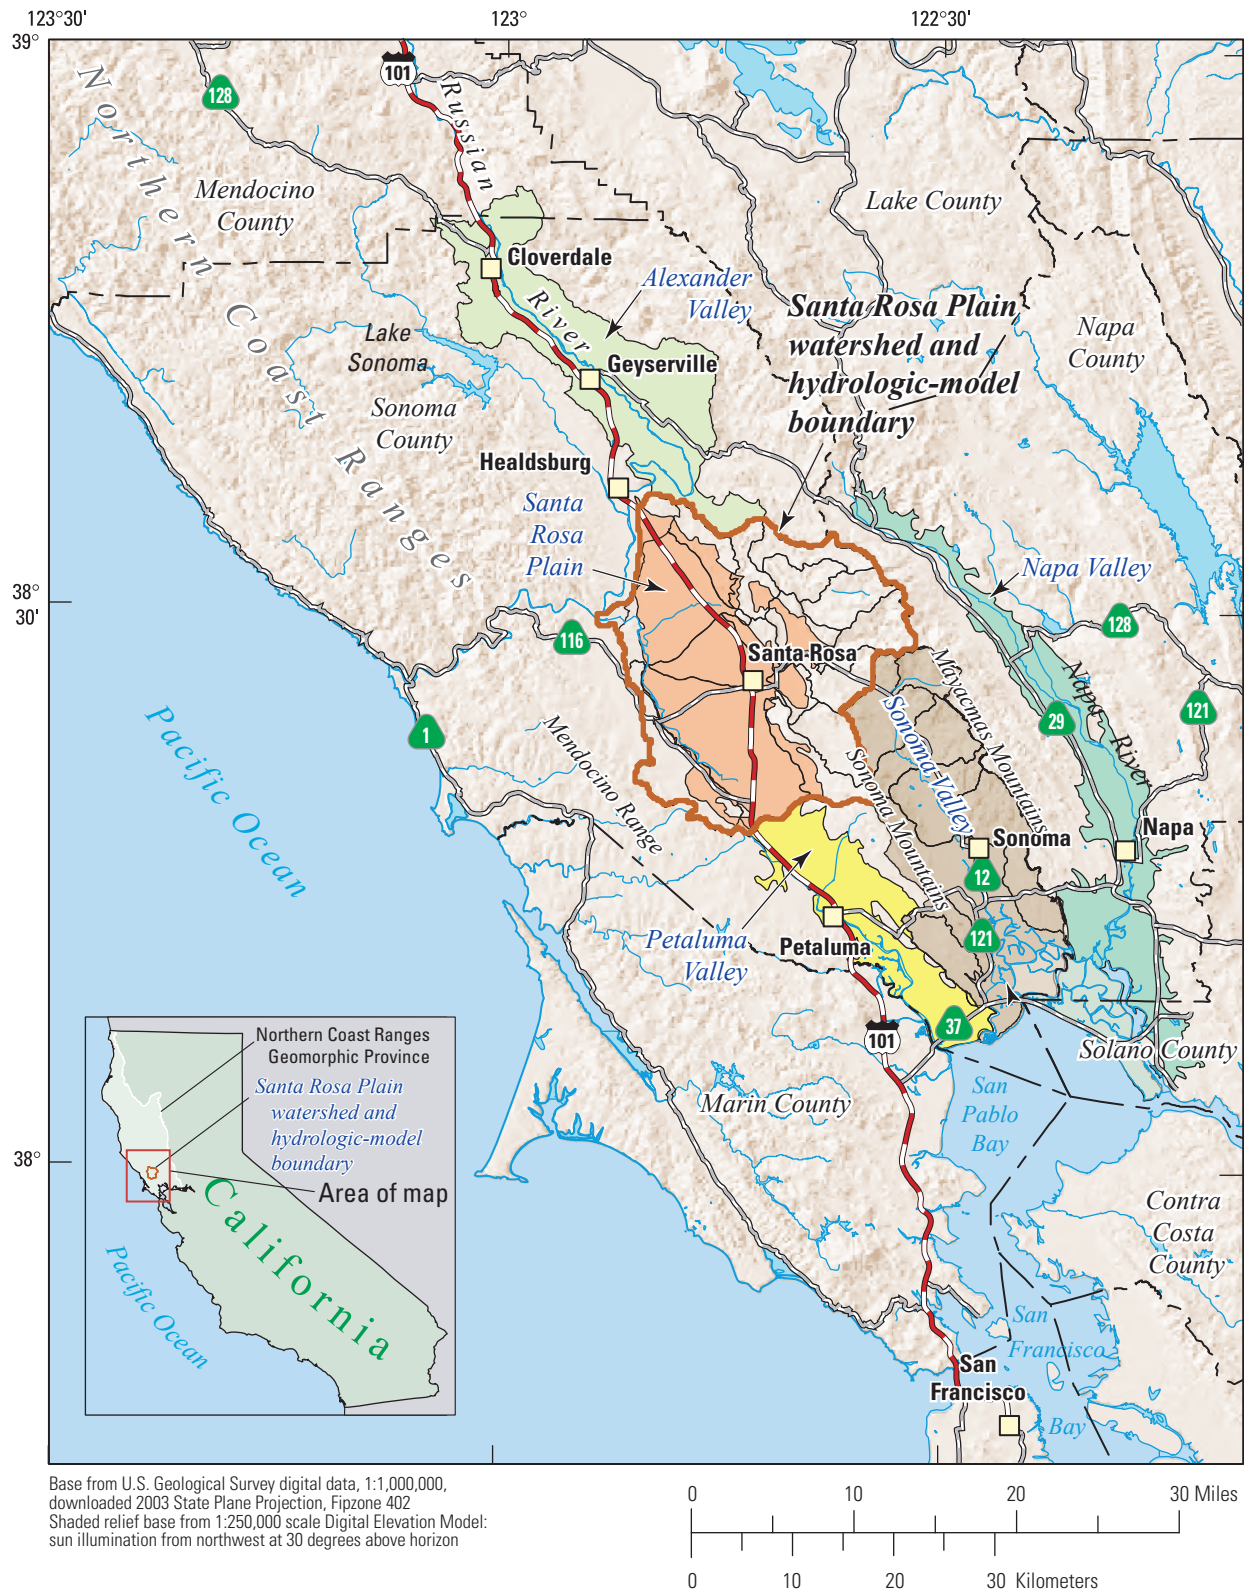 123°30'
123°
122°30'
39°
128
101
Russian
Northern Coast Ranges
Mendocino
County
Lake County
Cloverdale
Alexander
Valley
River
Santa Rosa Plain
watershed and
hydrologic-model
boundary
Napa
County
Lake
Sonoma
Geyserville
Sonoma
County
Healdsburg
Santa
Rosa
Plain
38°
30'
Napa Valley
128
116
Santa Rosa
Mayacmas Mountains
Napa River
121
29
1
Sonoma Valley
Pacific Ocean
Mendocino Range
Sonoma Mountains
Sonoma
Napa
12
121
Petaluma
Valley
Petaluma
37
101
Solano County
San
Pablo
Bay
Marin County
Northern Coast Ranges
Geomorphic Province
Santa Rosa Plain
watershed and
hydrologic-model
boundary
38°
Area of map
California
Pacific Ocean
Contra
Costa
County
San
Francisco
Bay
San
Francisco
Base from U.S. Geological Survey digital data, 1:1,000,000,
downloaded 2003 State Plane Projection, Fipzone 402
Shaded relief base from 1:250,000 scale Digital Elevation Model:
sun illumination from northwest at 30 degrees above horizon
0 10 20 30 Miles
0 10 20 30 Kilometers